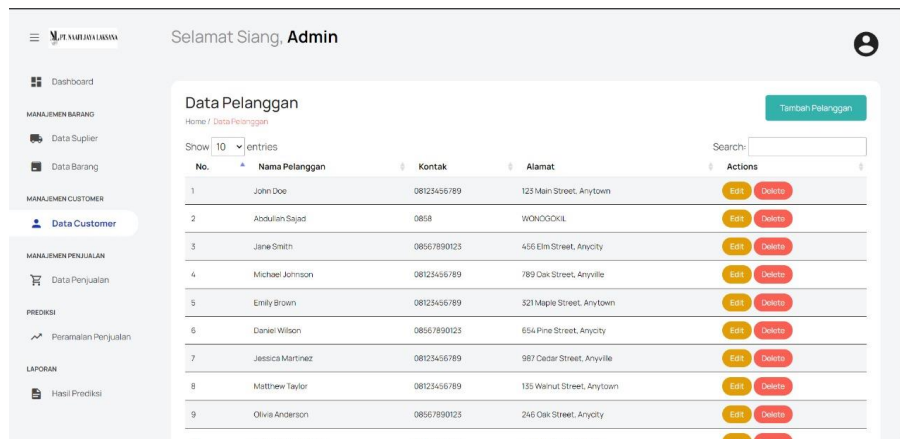 PT. NAAFI JAYA LAKSANA
Selamat Siang, Admin
Dashboard
MANAJEMEN BARANG
Data Suplier
Data Barang
MANAJEMEN CUSTOMER
Data Customer
MANAJEMEN PENJUALAN
Data Penjualan
PREDIKSI
Peramalan Penjualan
LAPORAN
Hasil Prediksi
Data Pelanggan
Tambah Pelanggan
Home / Data Pelanggan
Show 10 entries Search:
No. Nama Pelanggan Kontak Alamat Actions
1 John Doe 08123456789 123 Main Street, Anytown Edit Delete
2 Abdullah Sajad 0858 WONOGOKIL Edit Delete
3 Jane Smith 08567890123 456 Elm Street, Anycity Edit Delete
4 Michael Johnson 08123456789 789 Oak Street, Anyville Edit Delete
5 Emily Brown 08123456789 321 Maple Street, Anytown Edit Delete
6 Daniel Wilson 08567890123 654 Pine Street, Anycity Edit Delete
7 Jessica Martinez 08123456789 987 Cedar Street, Anyville Edit Delete
8 Matthew Taylor 08123456789 135 Walnut Street, Anytown Edit Delete
9 Olivia Anderson 08567890123 246 Oak Street, Anycity Edit Delete